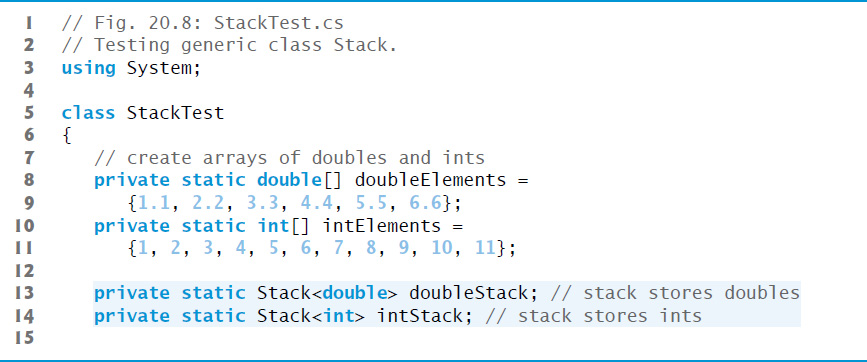 1 // Fig. 20.8: StackTest.cs
2 // Testing generic class Stack.
3 using System;
4
5 class StackTest
6 {
7 // create arrays of doubles and ints
8 private static double[] doubleElements =
9 {1.1, 2.2, 3.3, 4.4, 5.5, 6.6};
10 private static int[] intElements =
11 {1, 2, 3, 4, 5, 6, 7, 8, 9, 10, 11};
12
13 private static Stack<double> doubleStack; // stack stores doubles
14 private static Stack<int> intStack; // stack stores ints
15